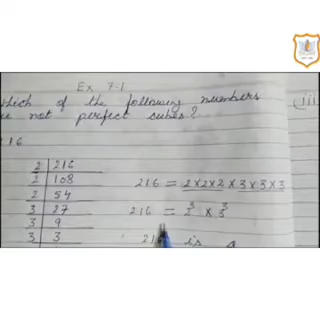 Ex 7.1
Which of the following numbers (iii
are not perfect cubes?
216
2 | 216
2 | 108
2 | 54
3 | 27
3 | 9
3 | 3
216 = 2×2×2 × 3×3×3
216 = 2³ × 3³
216 is a